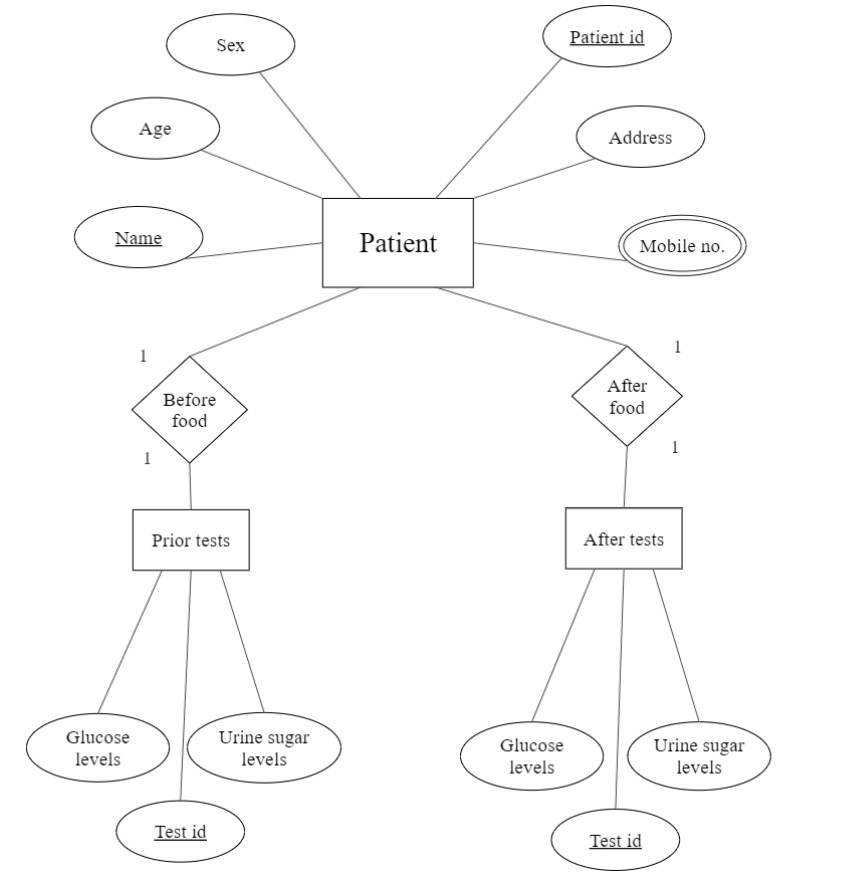 Sex
Patient id
Age
Address
Name
Patient
Mobile no.
1
1
Before
food
After
food
1
1
Prior tests
After tests
Glucose
levels
Urine sugar
levels
Glucose
levels
Urine sugar
levels
Test id
Test id